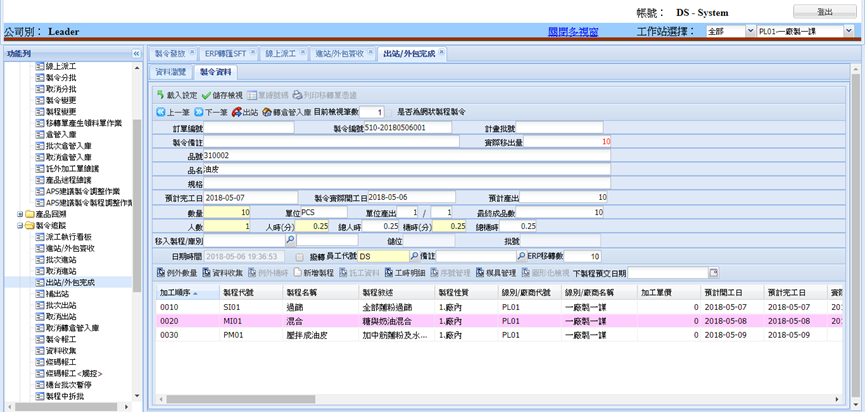 帳號： DS - System 登出
公司別： Leader 關閉多視窗 工作站選擇： 全部 PL01-一廠製一課
功能列
線上派工
製令分批
取消分批
製令變更
製程變更
移轉單產生領料單作業
倉管入庫
批次倉管入庫
取消倉管入庫
託外加工單維護
產品途程維護
APS建議製令調整作業
APS建議製令製程調整作業
產品回溯
製令追蹤
派工執行看板
進站/外包簽收
批次進站
取消進站
出站/外包完成
補出站
批次出站
取消出站
取消轉倉管入庫
製令報工
資料收集
條碼報工
條碼報工<觸控>
機台批次暫停
製程中拆批
製令發放 ERP轉匯SFT 線上派工 進站/外包簽收 出站/外包完成
資料瀏覽 製令資料
載入設定 儲存檢視 單線號碼 列印移轉單憑證
上一筆 下一筆 出站 轉倉管入庫 目前檢視筆數 1 是否為網狀製程製令
訂單編號 製令編號 510-20180506001 計畫批號
製令備註 實際移出量 10
品號 310002
品名 油皮
規格
預計完工日 2018-05-07 製令實際開工日 2018-05-06 預計產出 10
數量 10 單位 PCS 單位產出 1 / 1 最終成品數 10
人數 1 人時(分) 0.25 總人時 0.25 機時(分) 0.25 總機時 0.25
移入製程/庫別 儲位 批號
日期時間 2018-05-06 19:36:53 撥轉 員工代號 DS 備註 ERP移轉數 10
例外數量 資料收集 例外機時 新增製程 託工資料 工時明細 序號管理 模具管理 圖形化檢視 下製程預交日期
加工順序 製程代號 製程名稱 製程敘述 製程性質 線別/廠商代號 線別/廠商名稱 加工單價 預計開工日 預計完工日 實
0010 SI01 過篩 全部麵粉過篩 1.廠內 PL01 一廠製一課 0 2018-05-07 2018-05-07 201
0020 MI01 混合 糖與奶油混合 1.廠內 PL01 一廠製一課 0 2018-05-08 2018-05-08 201
0030 PM01 壓拌成油皮 加中筋麵粉及水... 1.廠內 PL01 一廠製一課 0 2018-05-09 2018-05-09